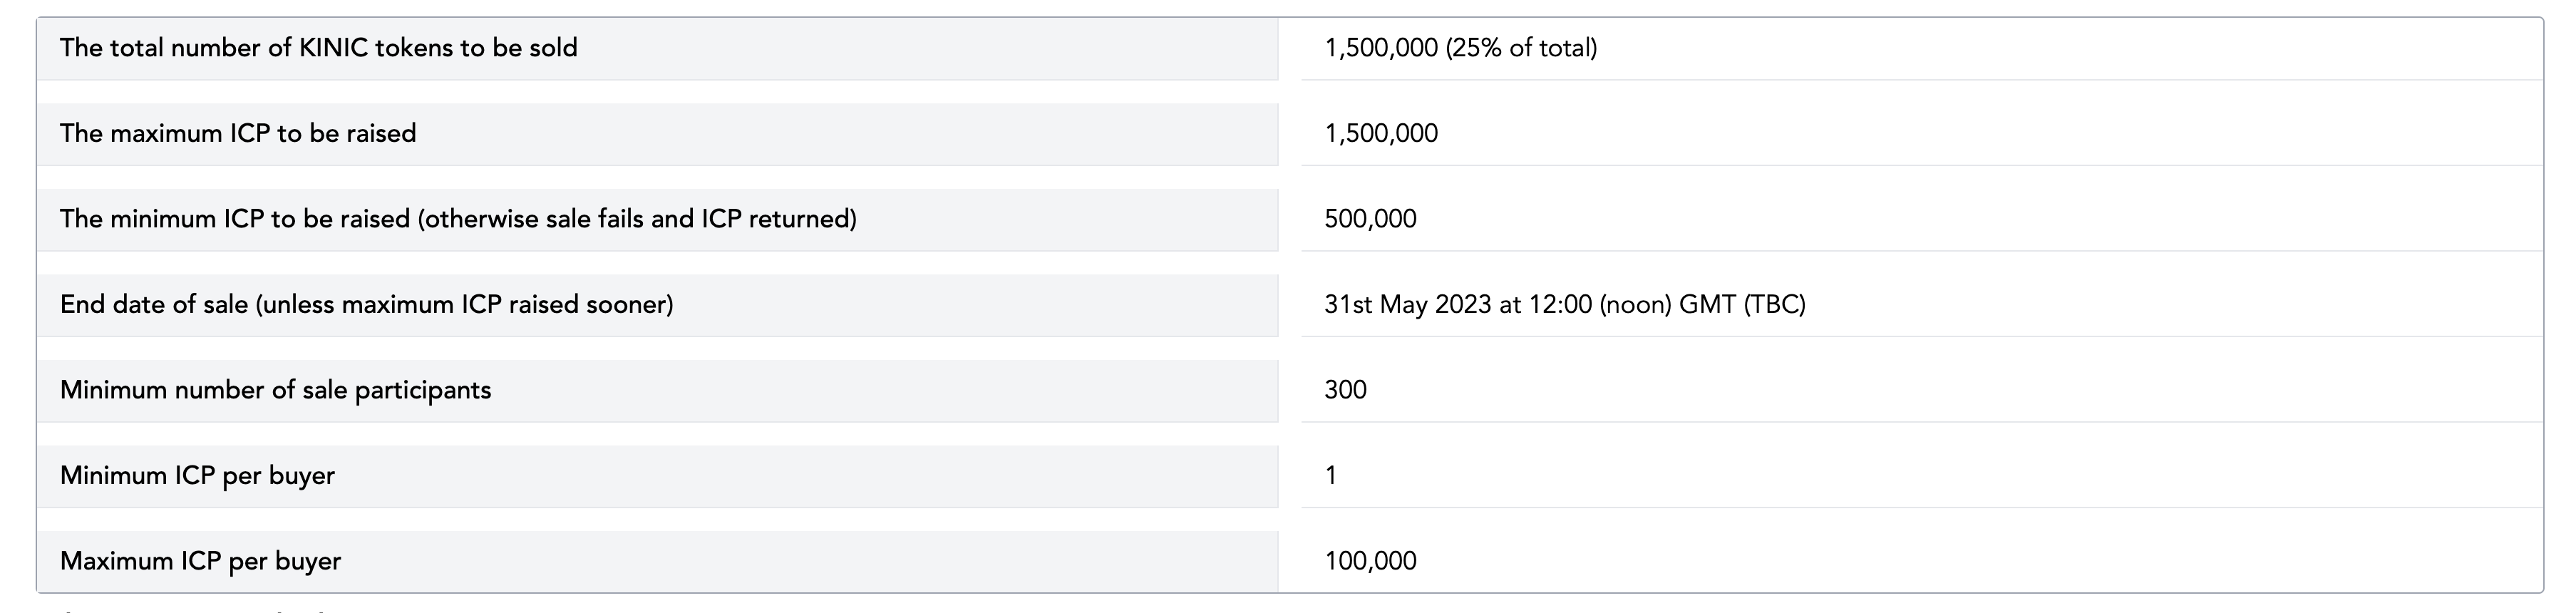 The total number of KINIC tokens to be sold 1,500,000 (25% of total)
The maximum ICP to be raised 1,500,000
The minimum ICP to be raised (otherwise sale fails and ICP returned) 500,000
End date of sale (unless maximum ICP raised sooner) 31st May 2023 at 12:00 (noon) GMT (TBC)
Minimum number of sale participants 300
Minimum ICP per buyer 1
Maximum ICP per buyer 100,000